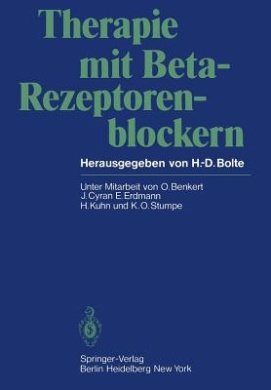 Therapie
mit Beta-
Rezeptoren-
blockern
Herausgegeben von H.-D. Bolte
Unter Mitarbeit von O. Benkert
J. Cyran E. Erdmann
H. Kuhn und K. O. Stumpe
Springer-Verlag
Berlin Heidelberg New York